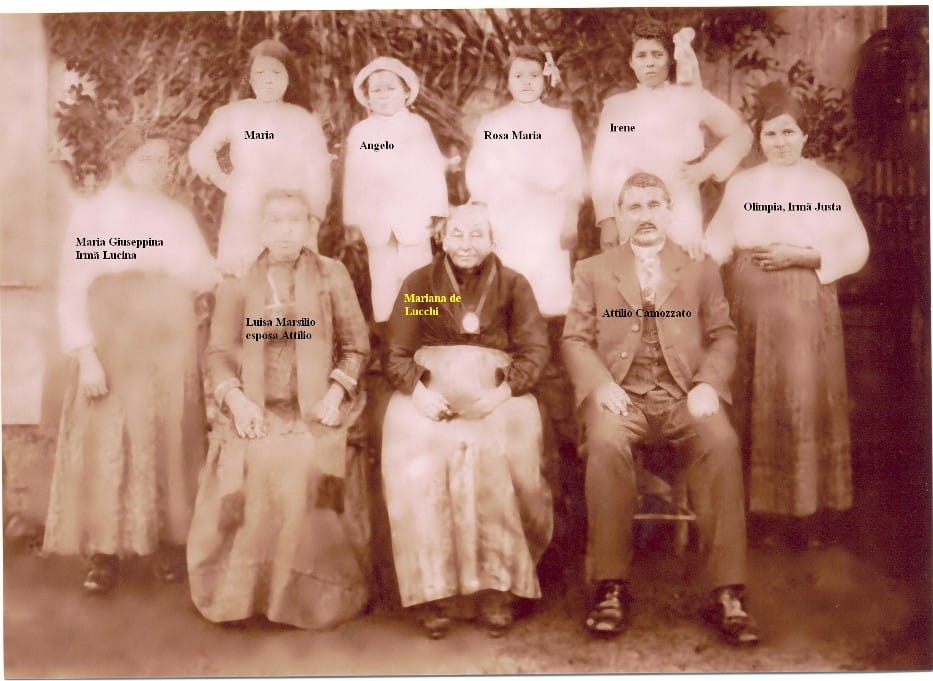 Maria
Angelo
Rosa Maria
Irene
Olimpia, Irmã Justa
Maria Giuseppina
Irmã Lucina
Luisa Marsilio
esposa Attilio
Mariana de
Lucchi
Attilio Camozzato